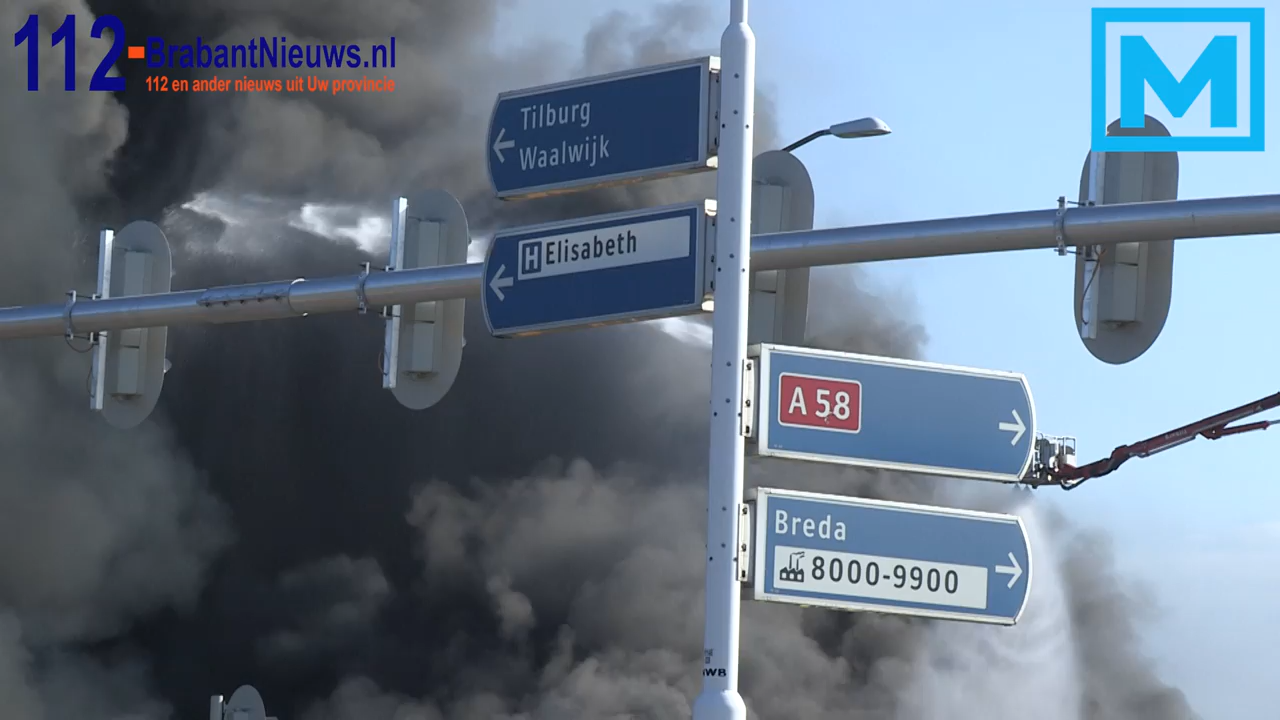 112-BrabantNieuws.nl
112 en ander nieuws uit Uw provincie
M
Tilburg
Waalwijk
H Elisabeth
A 58
Breda
8000-9900